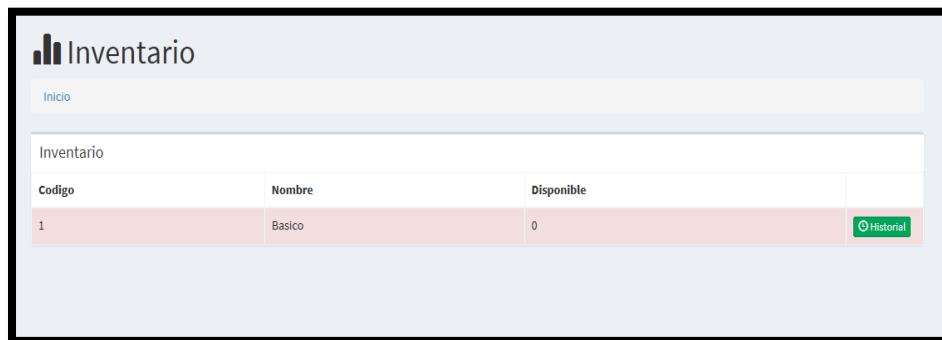 Inventario
Inicio
Inventario
Codigo Nombre Disponible
1 Basico 0 Historial